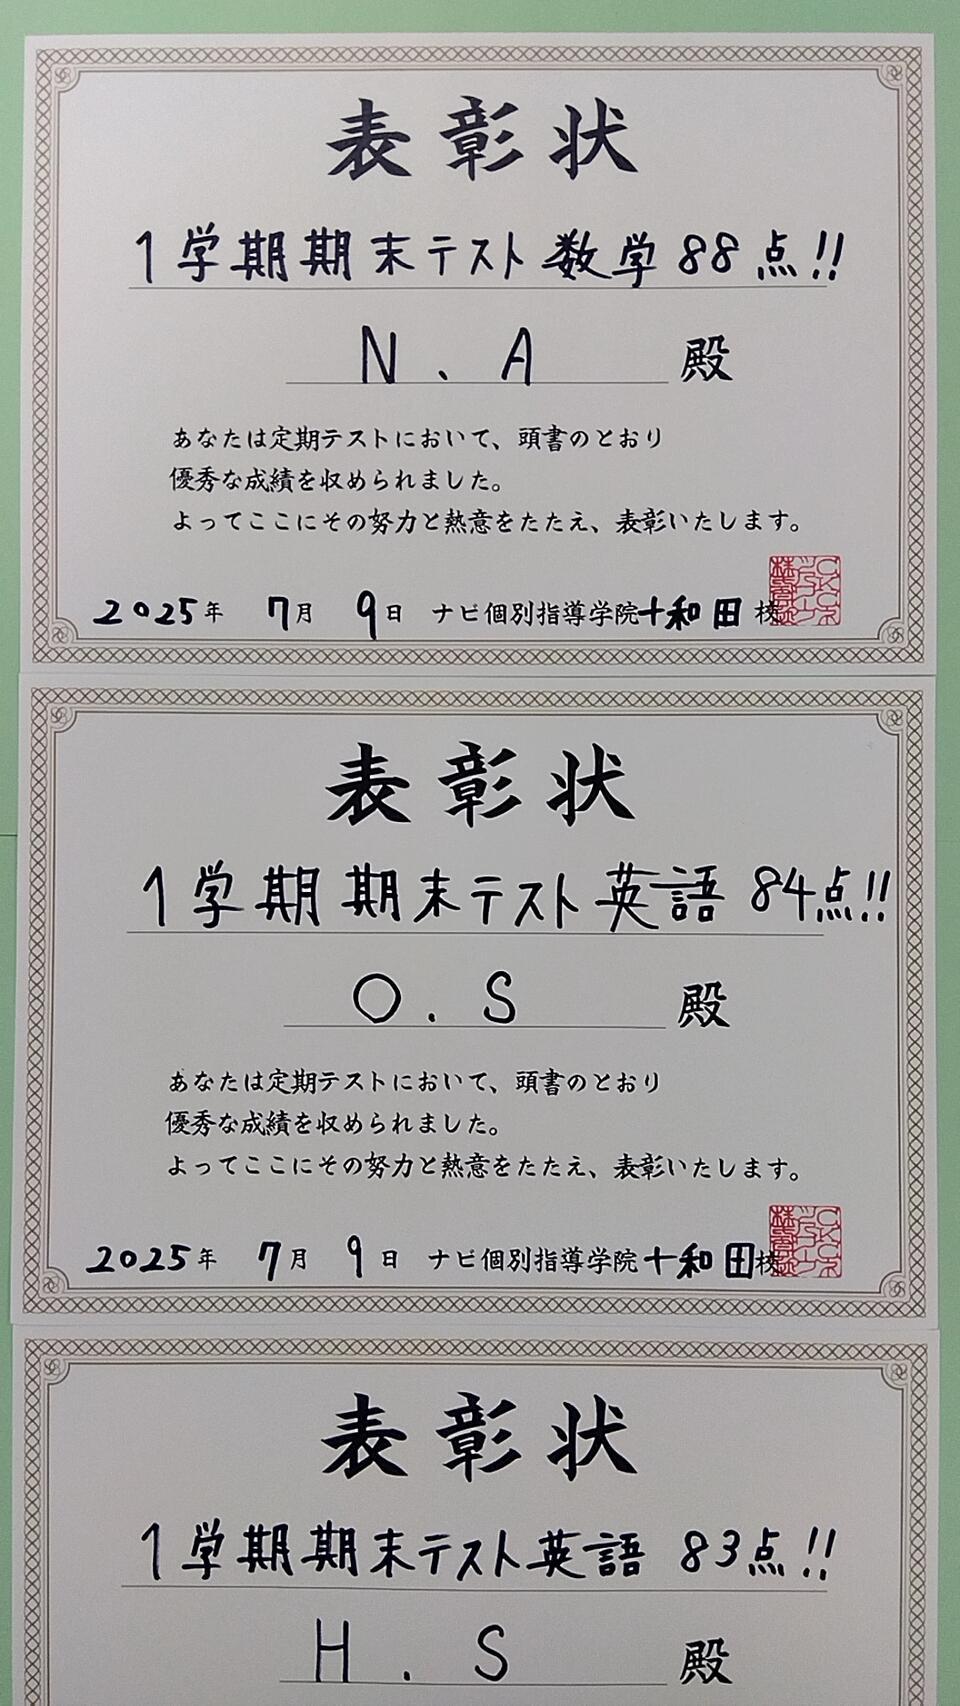 表彰状
1学期期末テスト数学88点!!
N.A 殿
あなたは定期テストにおいて、頭書のとおり
優秀な成績を収められました。
よってここにその努力と熱意をたたえ、表彰いたします。
2025年 7月 9日 ナビ個別指導学院十和田校
表彰状
1学期期末テスト英語84点!!
O.S 殿
あなたは定期テストにおいて、頭書のとおり
優秀な成績を収められました。
よってここにその努力と熱意をたたえ、表彰いたします。
2025年 7月 9日 ナビ個別指導学院十和田校
表彰状
1学期期末テスト英語 83点!!
H.S 殿